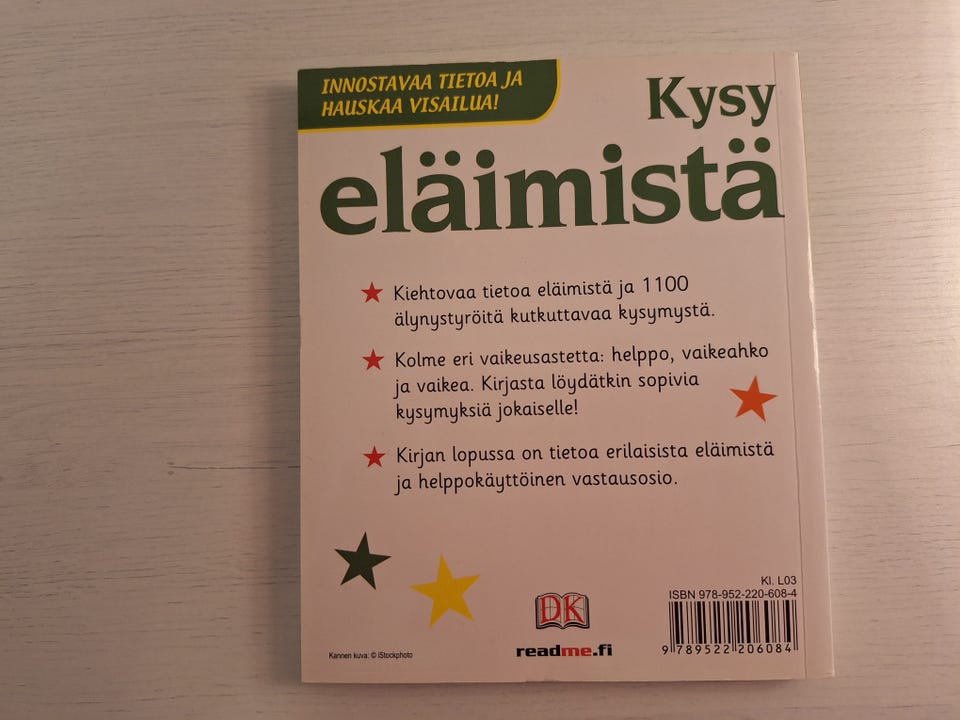 INNOSTAVAA TIETOA JA
HAUSKAA VISAILUA!
Kysy
eläimistä
Kiehtovaa tietoa eläimistä ja 1100
älynystyröitä kutkuttavaa kysymystä.
Kolme eri vaikeusastetta: helppo, vaikeahko
ja vaikea. Kirjasta löydätkin sopivia
kysymyksiä jokaiselle!
Kirjan lopussa on tietoa erilaisista eläimistä
ja helppokäyttöinen vastausosio.
Kannen kuva: © iStockphoto
DK
readme.fi
Kl. L03
ISBN 978-952-220-608-4
9 789522 206084